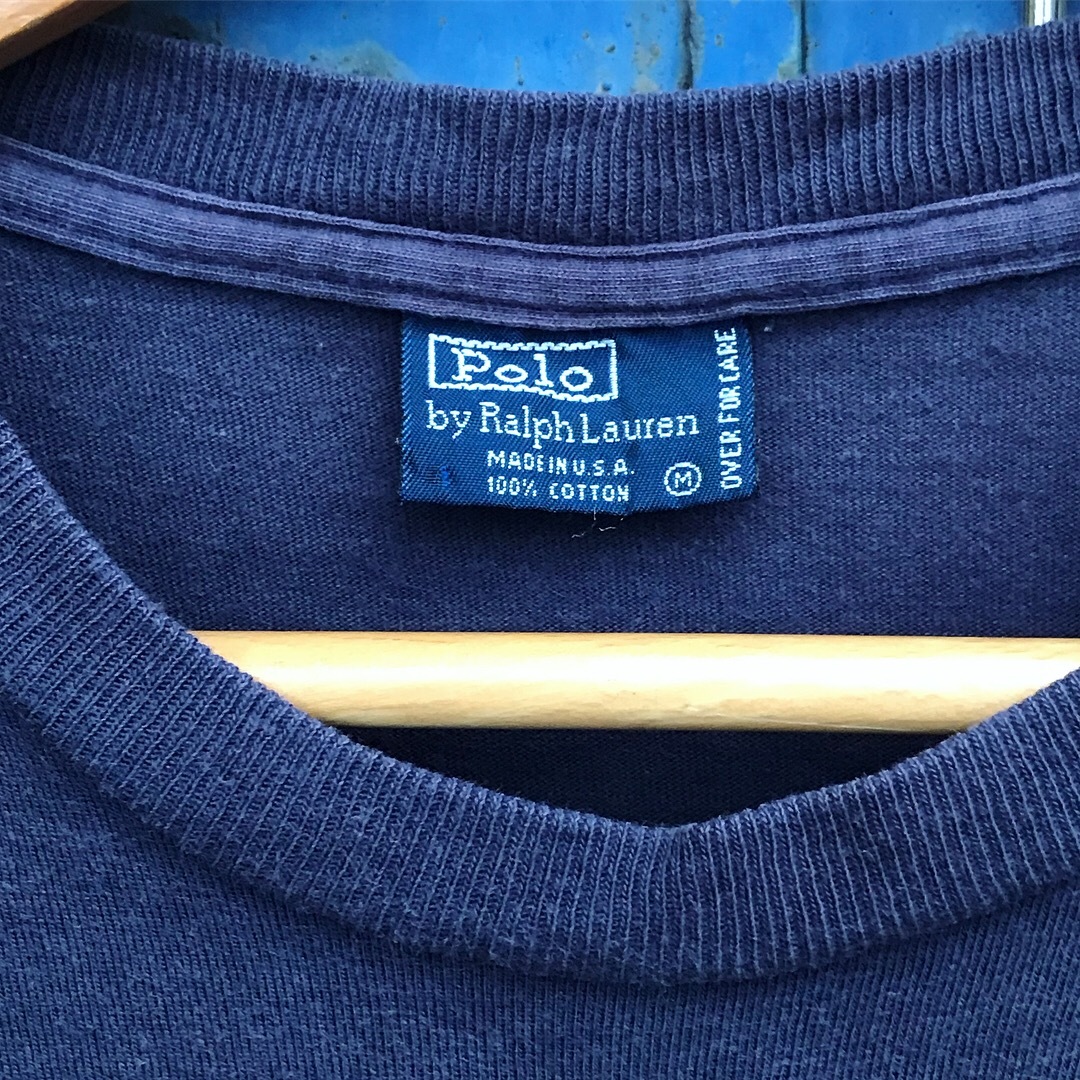 Polo
by Ralph Lauren
MADE IN U.S.A.
100% COTTON
M
OVER FOR CARE